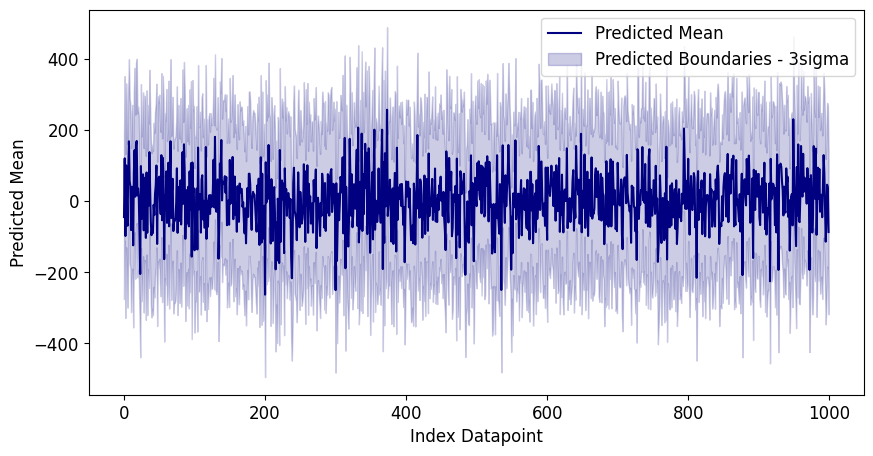 Predicted Mean
Predicted Boundaries - 3sigma
Predicted Mean
400
200
0
−200
−400
0
200
400
600
800
1000
Index Datapoint